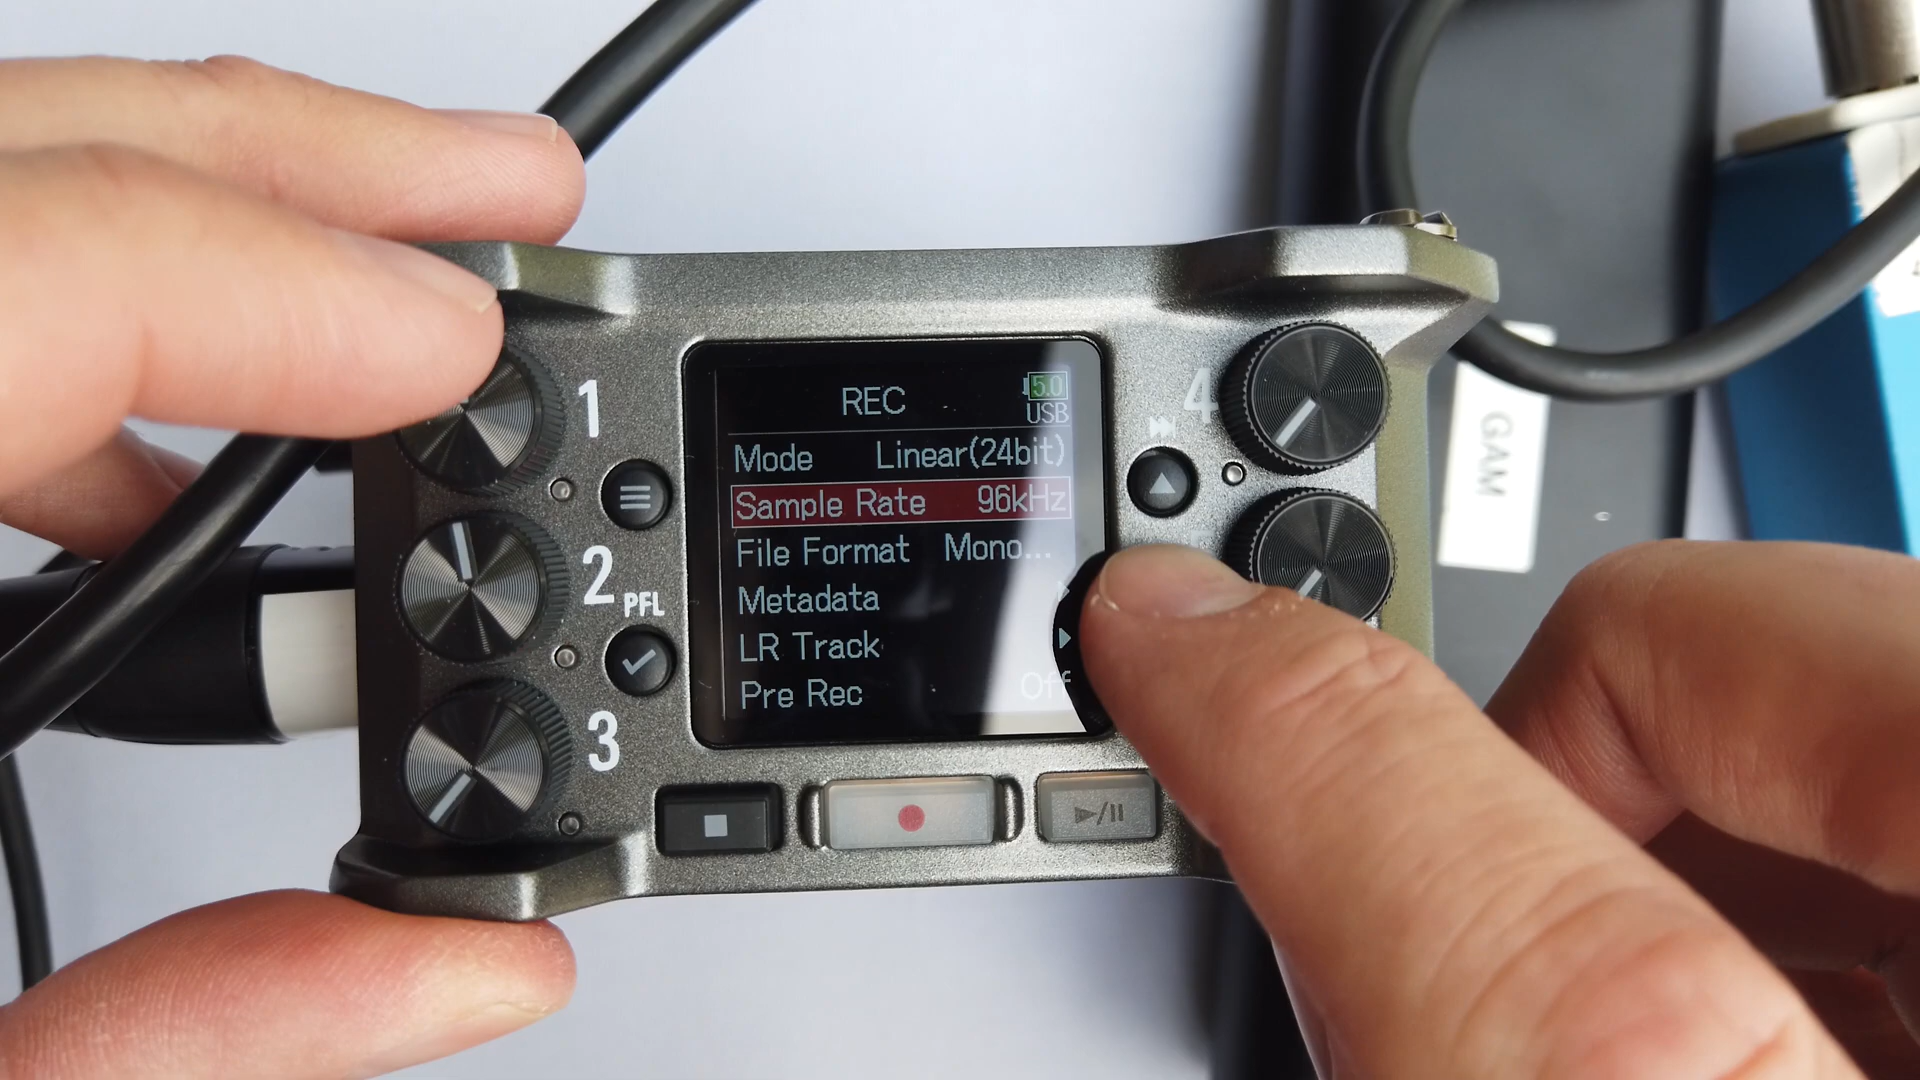 REC
5.0
USB
Mode Linear(24bit)
Sample Rate 96kHz
File Format Mono...
Metadata
LR Track
Pre Rec Off
1
2
PFL
3
4
GAM